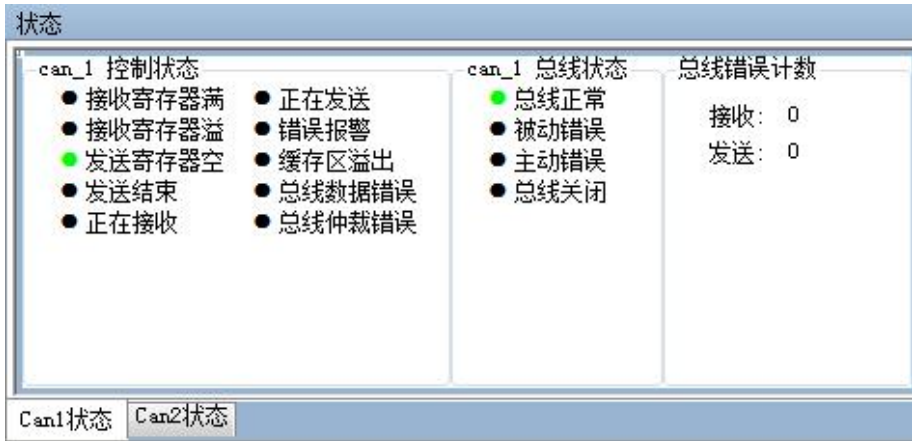 状态
can_1 控制状态
接收寄存器满
接收寄存器溢
发送寄存器空
发送结束
正在接收
正在发送
错误报警
缓存区溢出
总线数据错误
总线仲裁错误
can_1 总线状态
总线正常
被动错误
主动错误
总线关闭
总线错误计数
接收: 0
发送: 0
Can1状态
Can2状态